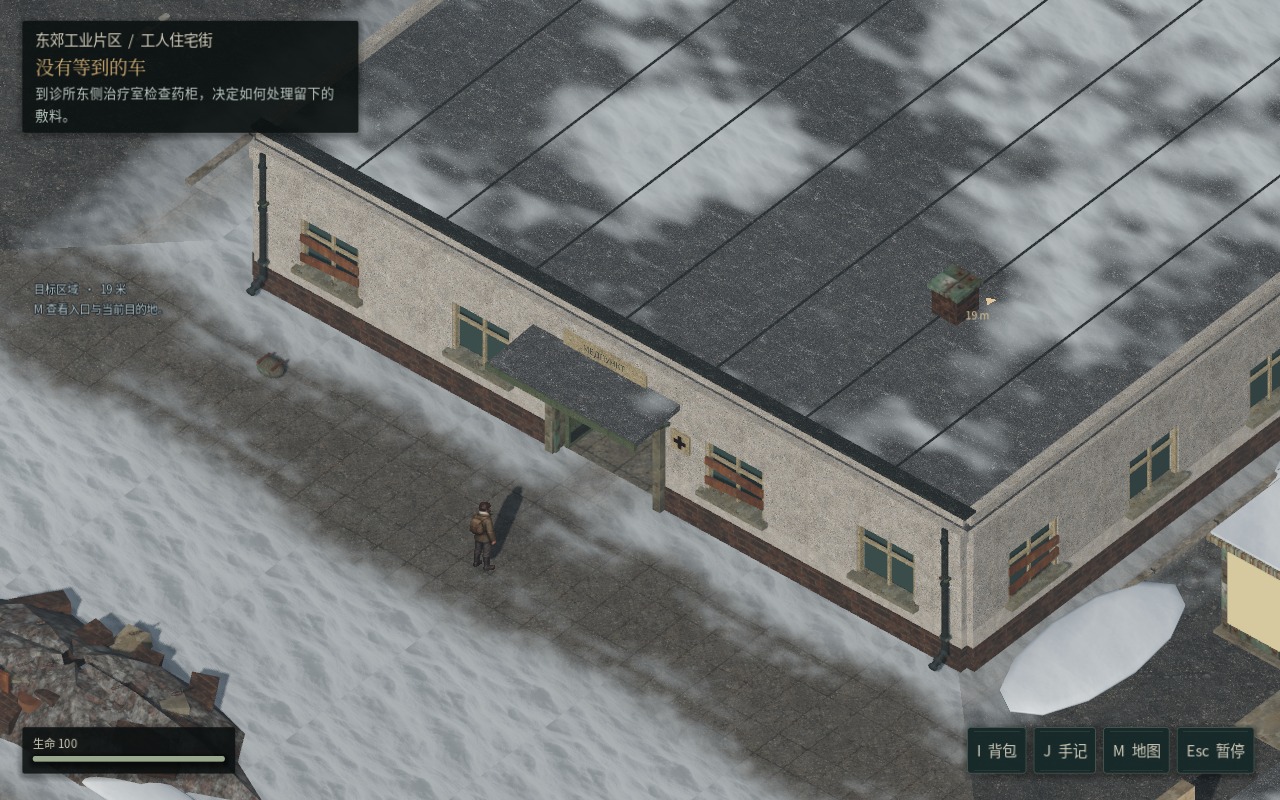 东郊工业片区 / 工人住宅街
没有等到的车
到诊所东侧治疗室检查药柜，决定如何处理留下的
敷料。
目标区域 · 19 米
M 查看入口与当前目的地
МЕДПУНКТ
19 m
生命 100
I 背包
J 手记
M 地图
Esc 暂停